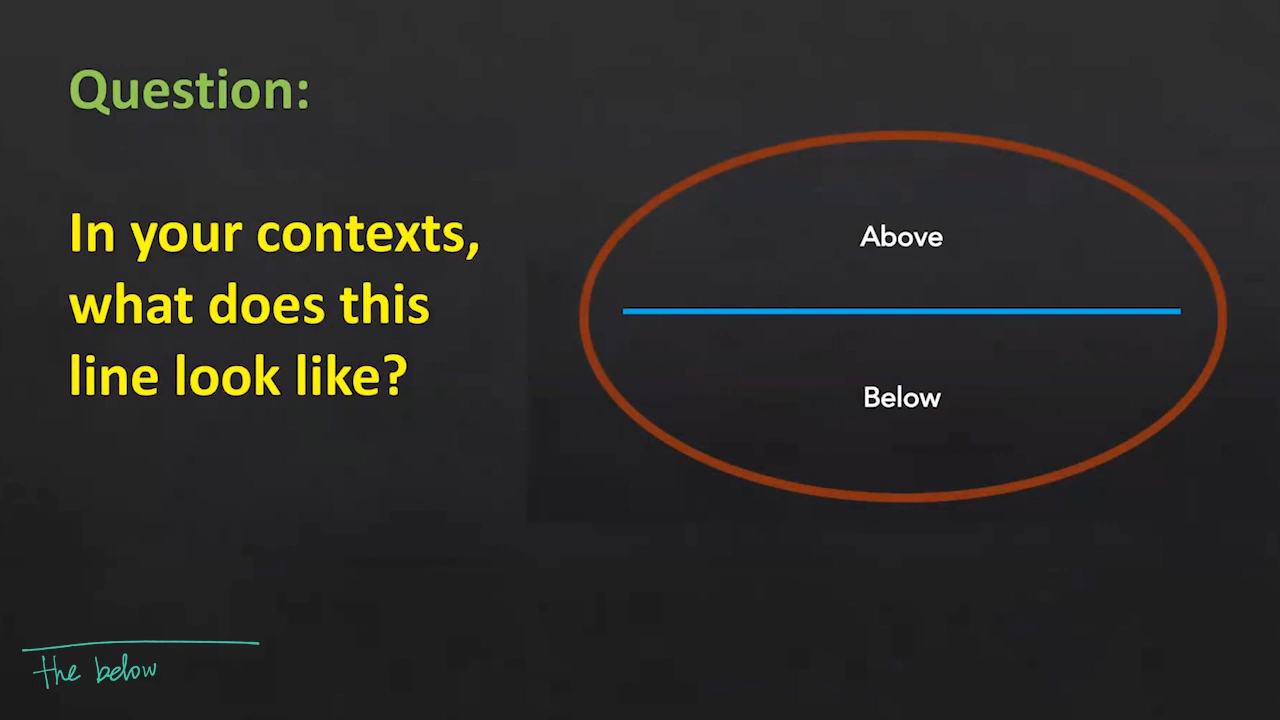 Question:
In your contexts,
what does this
line look like?
Above
Below
the below